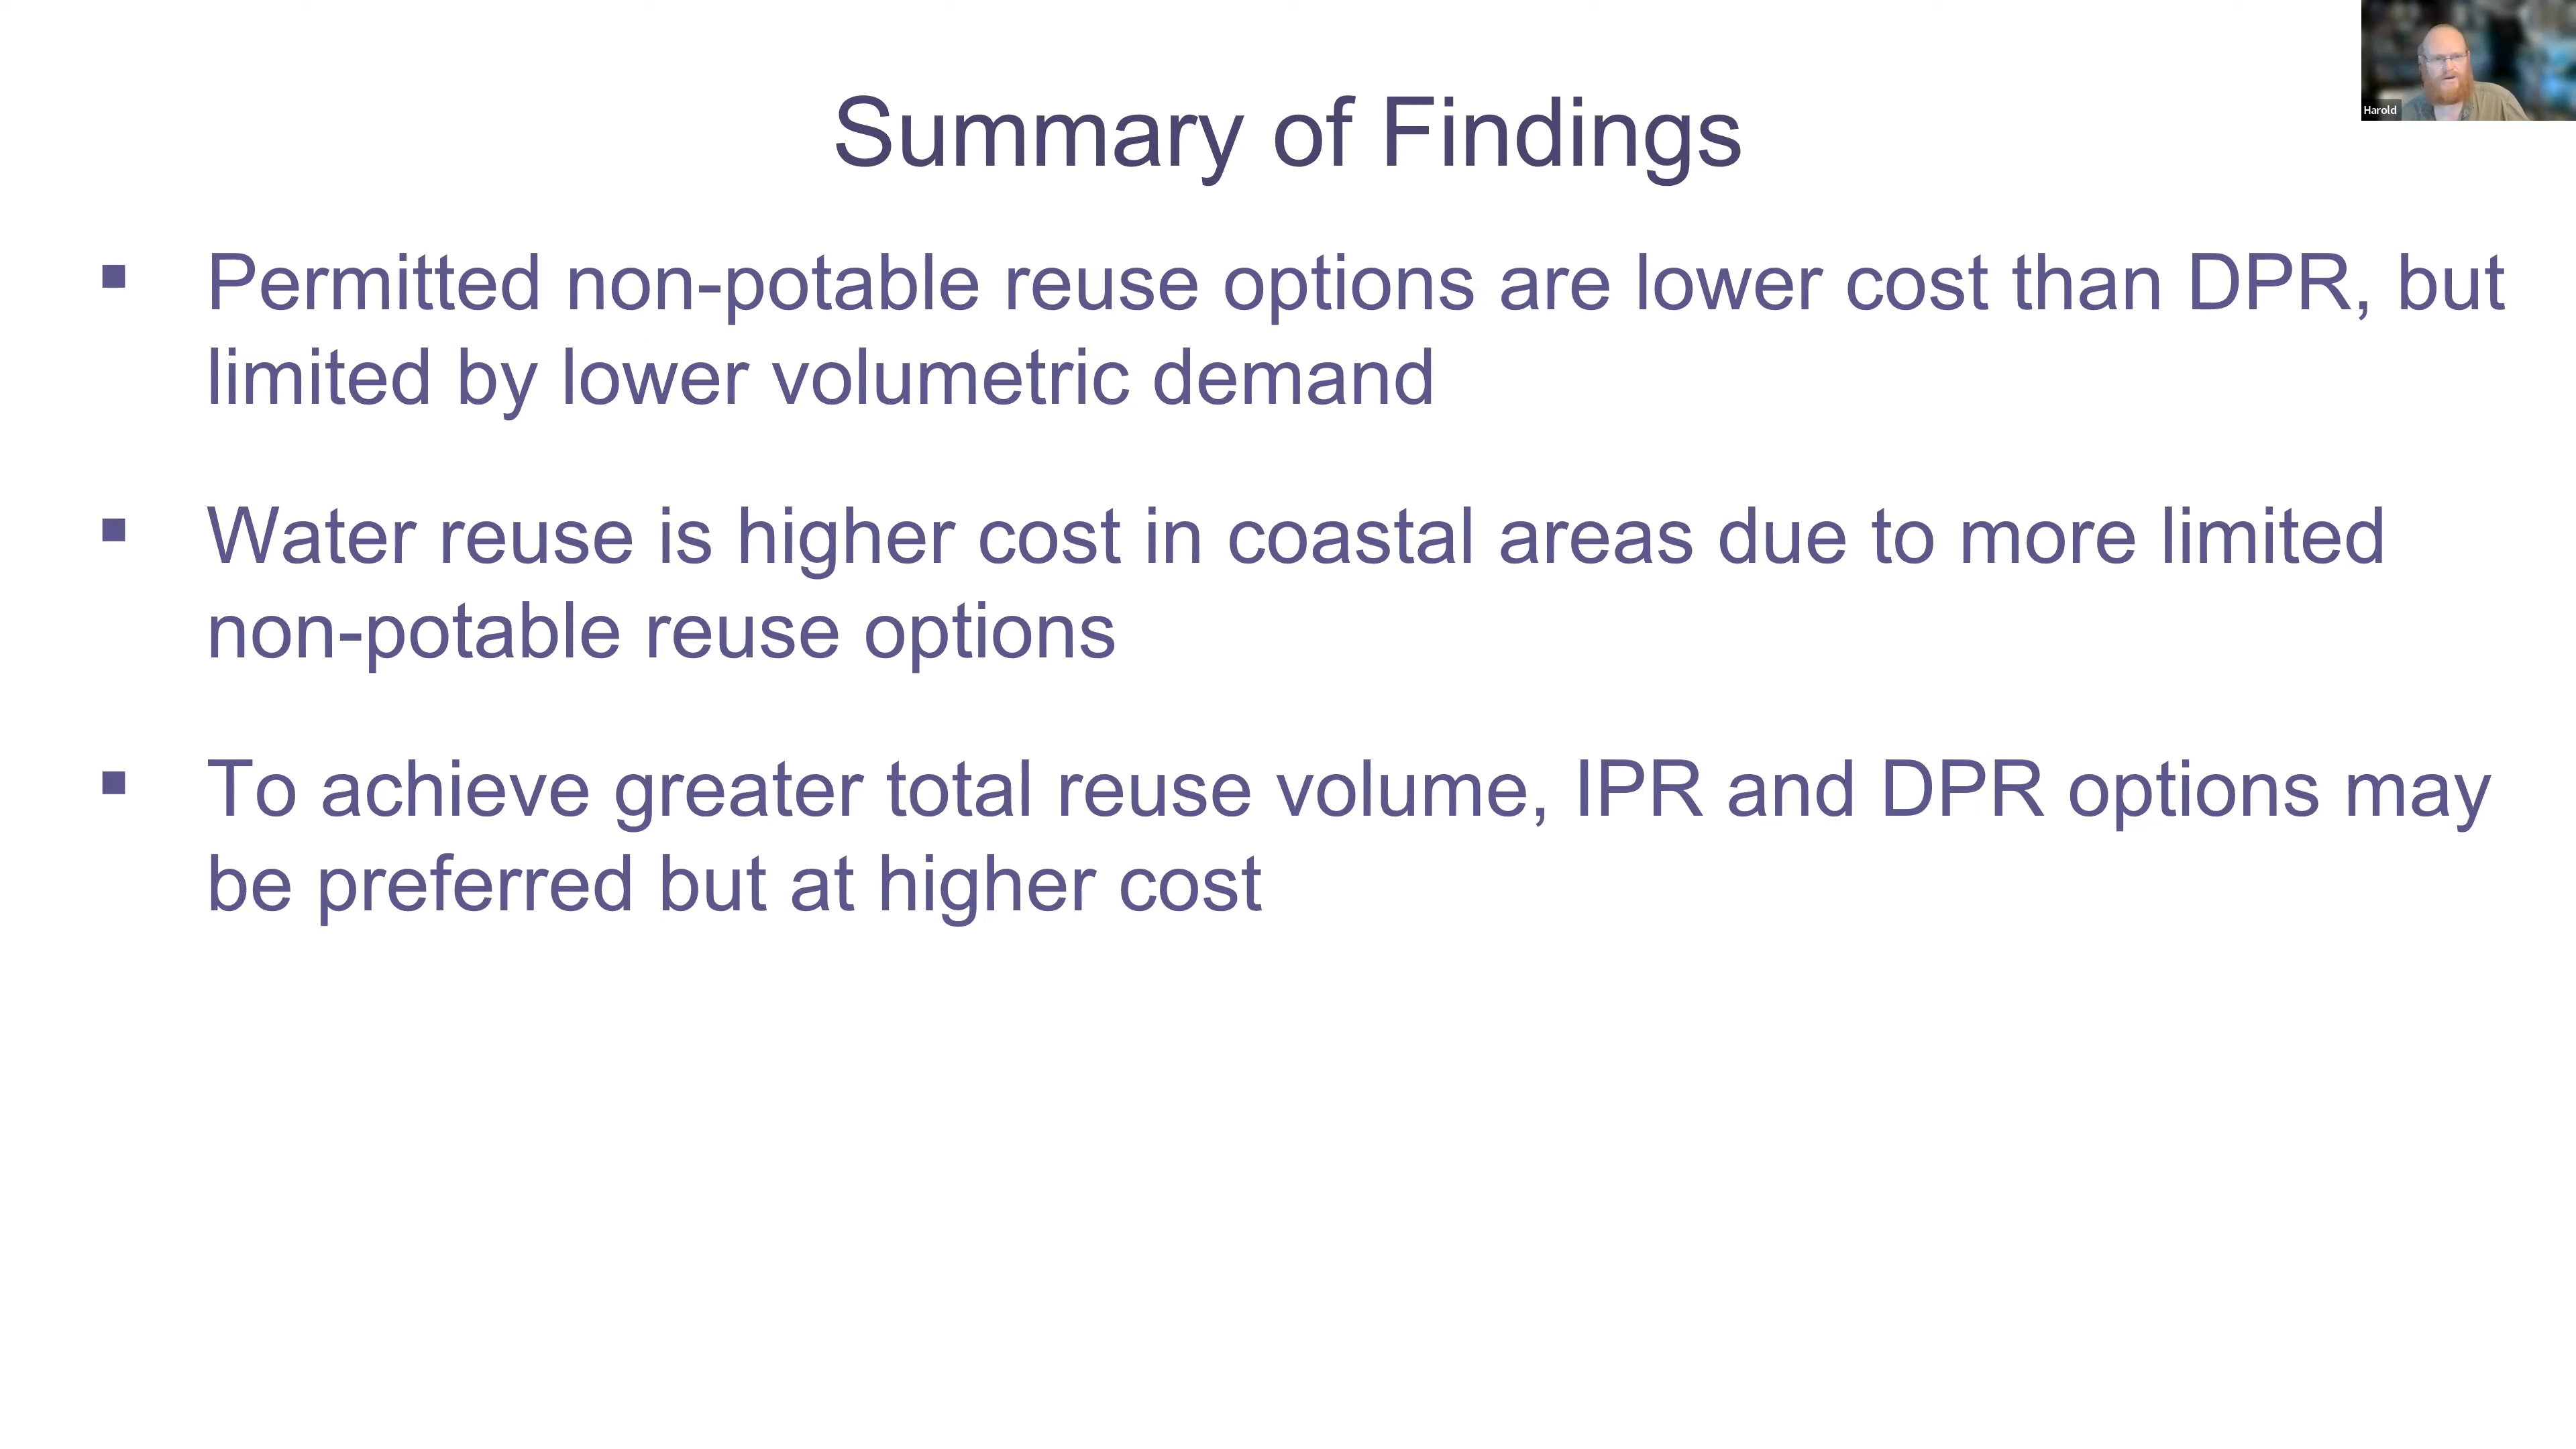 Summary of Findings
Harold
▪ Permitted non-potable reuse options are lower cost than DPR, but
limited by lower volumetric demand
▪ Water reuse is higher cost in coastal areas due to more limited
non-potable reuse options
▪ To achieve greater total reuse volume, IPR and DPR options may
be preferred but at higher cost